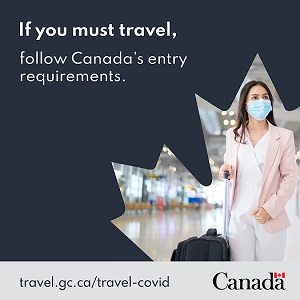 If you must travel,
follow Canada's entry
requirements.
travel.gc.ca/travel-covid
Canada